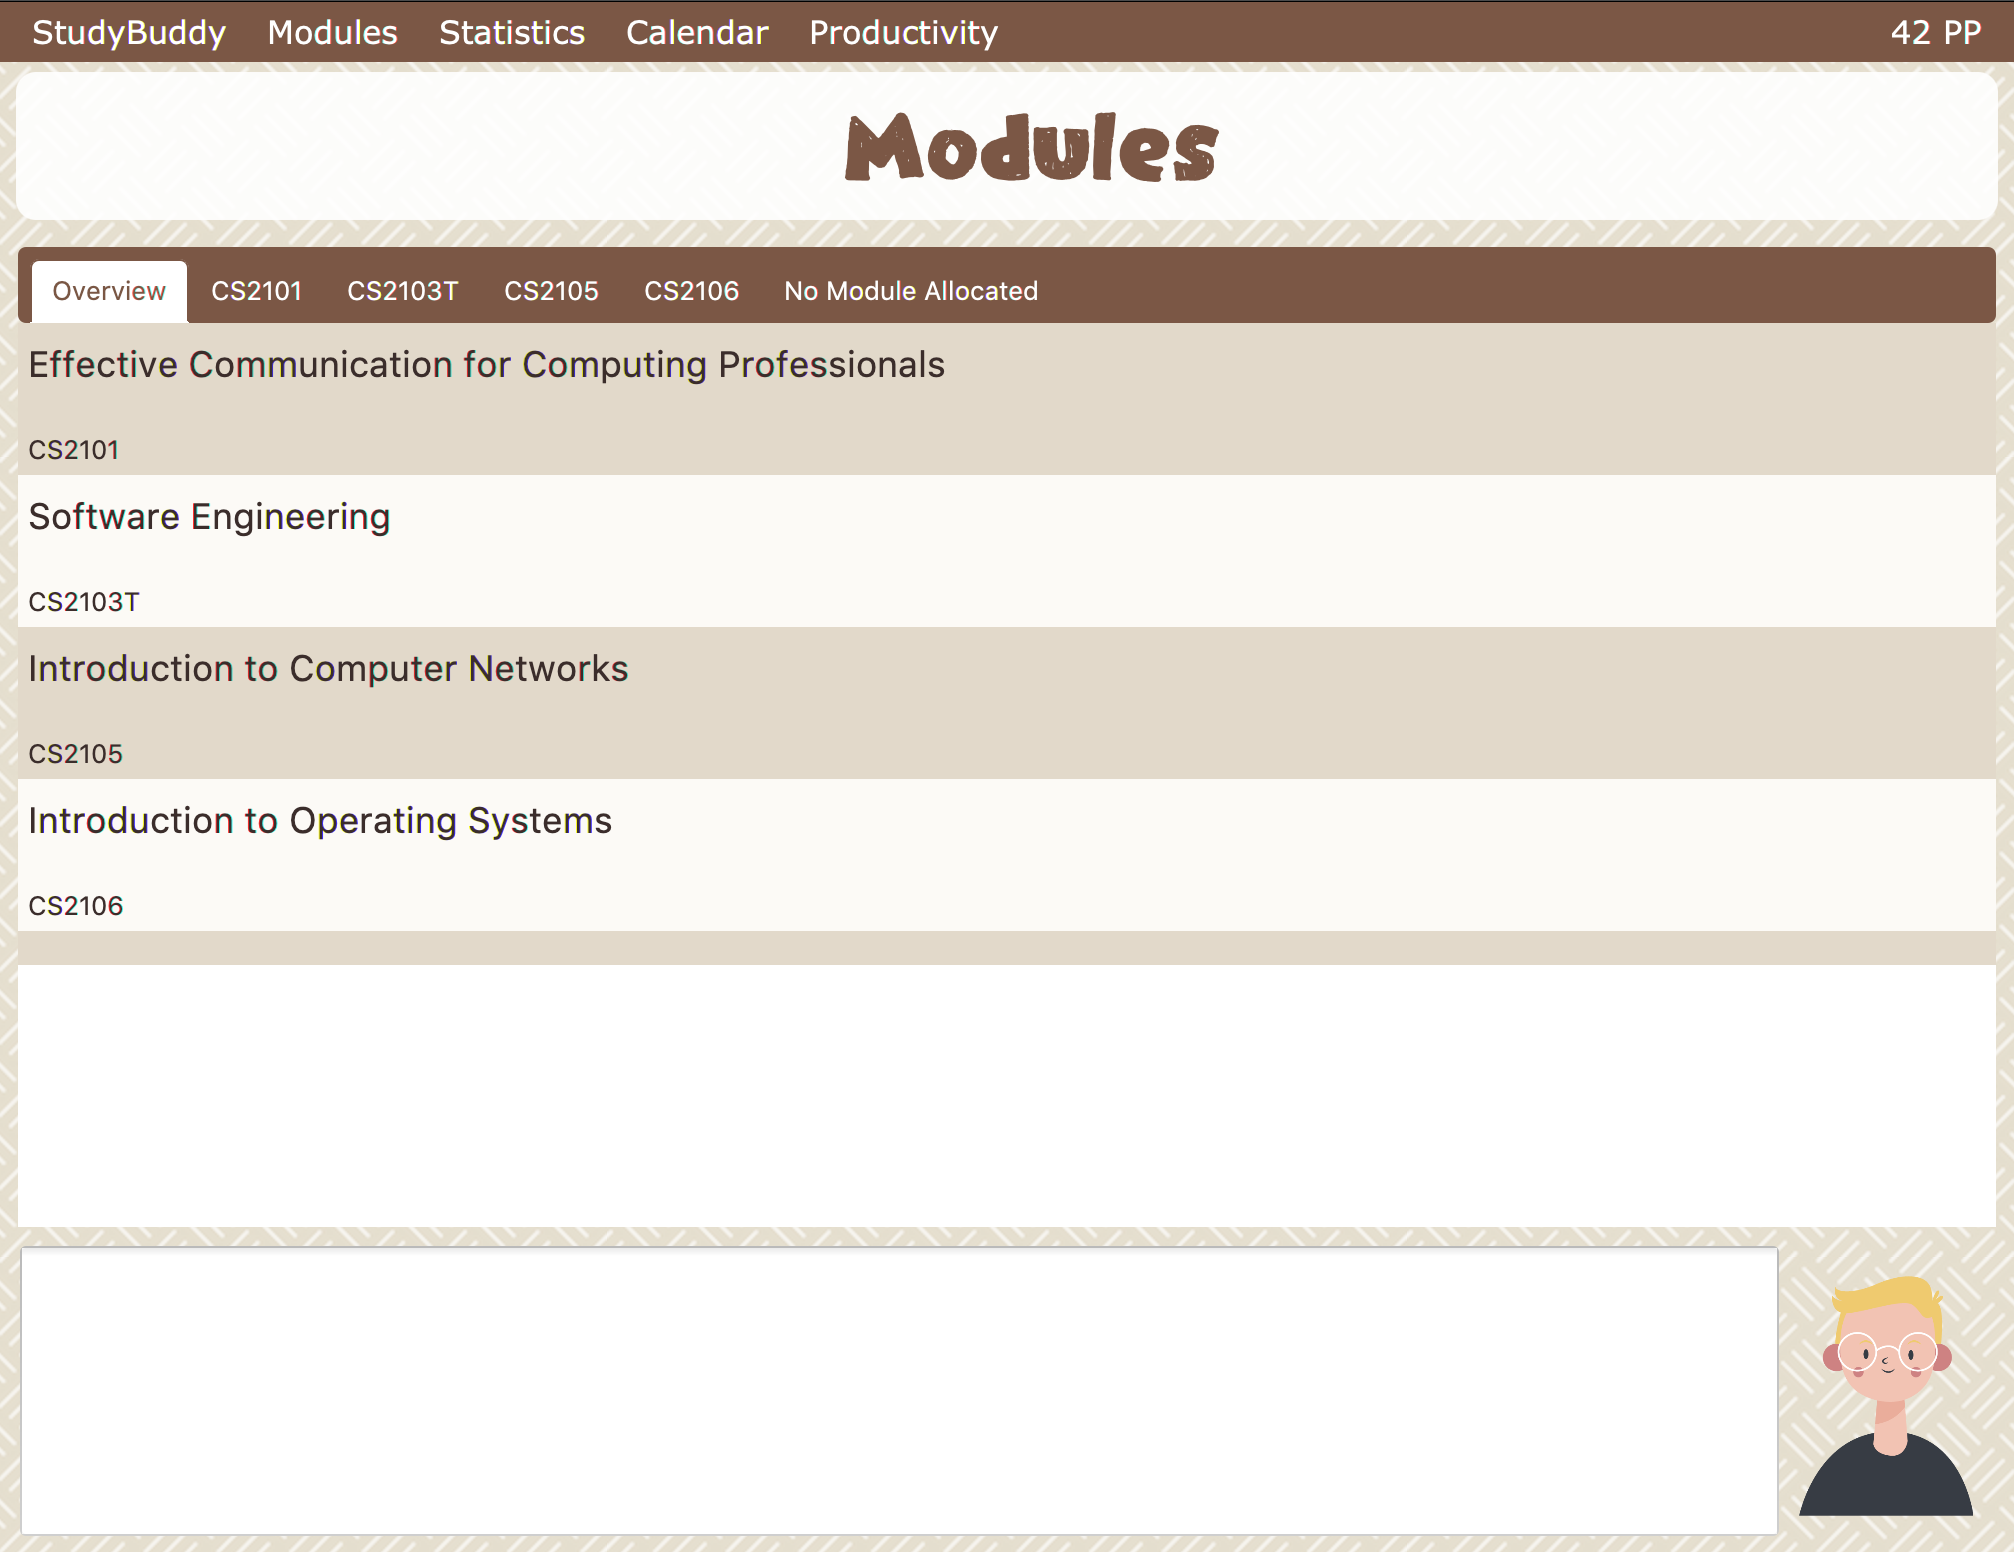 StudyBuddy Modules Statistics Calendar Productivity 42 PP
Modules
Overview CS2101 CS2103T CS2105 CS2106 No Module Allocated
Effective Communication for Computing Professionals
CS2101
Software Engineering
CS2103T
Introduction to Computer Networks
CS2105
Introduction to Operating Systems
CS2106